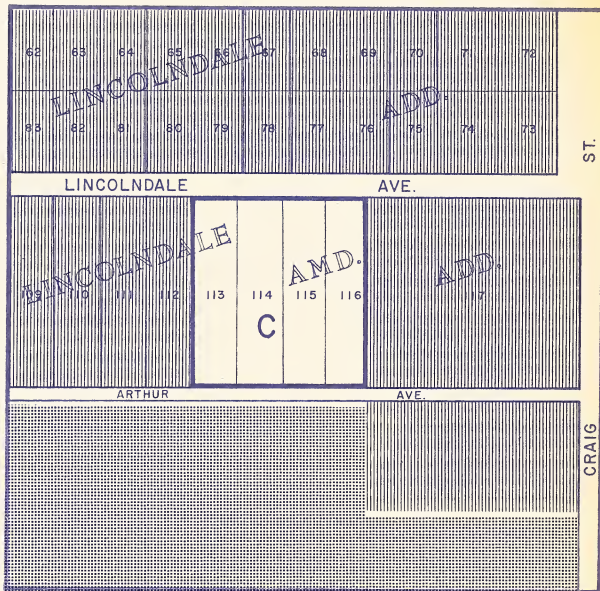 62 63 64 65 66 67 68 69 70 71 72
LINCOLNDALE ADD.
83 82 81 80 79 78 77 76 75 74 73
LINCOLNDALE AVE.
ST.
LINCOLNDALE AMD. ADD.
109 110 111 112 113 114 115 116 117
C
ARTHUR AVE.
CRAIG